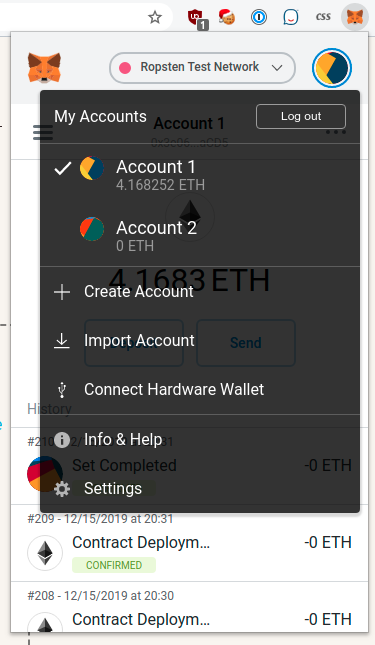 1
css
Ropsten Test Network
My Accounts
Log out
Account 1
Account 1
4.168252 ETH
Account 2
0 ETH
4.1683 ETH
Create Account
Import Account
Send
Connect Hardware Wallet
History
Info & Help
Set Completed
-0 ETH
Settings
#209 - 12/15/2019 at 20:31
Contract Deploym...
-0 ETH
CONFIRMED
#208 - 12/15/2019 at 20:30
Contract Deploym...
-0 ETH